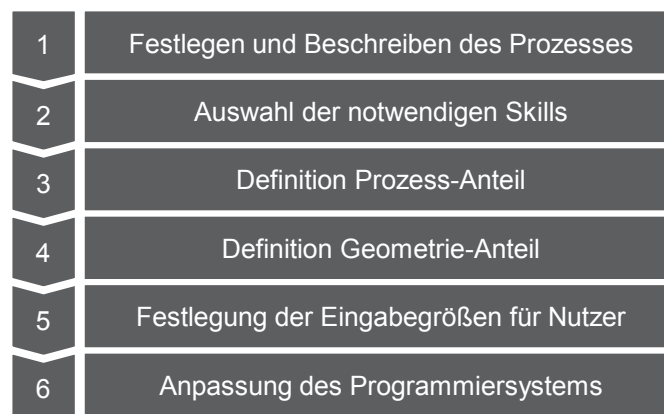 1 Festlegen und Beschreiben des Prozesses
2 Auswahl der notwendigen Skills
3 Definition Prozess-Anteil
4 Definition Geometrie-Anteil
5 Festlegung der Eingabegrößen für Nutzer
6 Anpassung des Programmiersystems